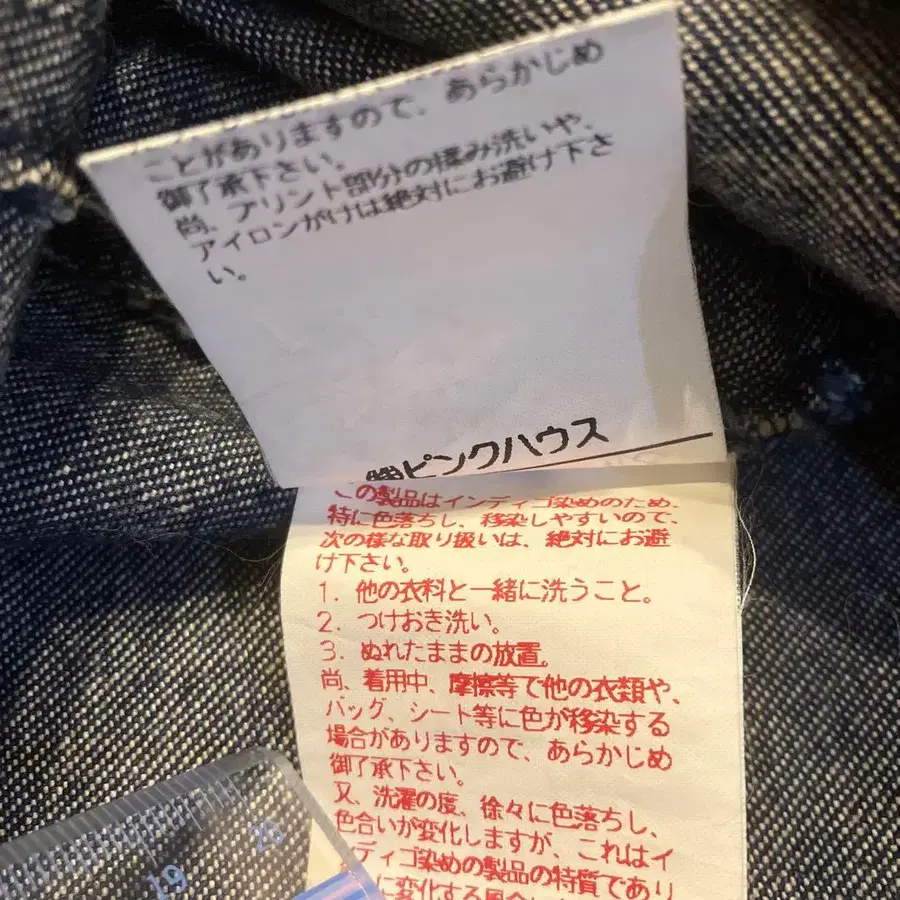 ことがありますので、あらかじめ
御了承下さい。
尚、プリント部分の揉み洗いや、
アイロンがけは絶対にお避け下さ
い。
㈱ピンクハウス
この製品はインディゴ染めのため、
特に色落ちし、移染しやすいので、
次の様な取り扱いは、絶対にお避
け下さい。
1. 他の衣料と一緒に洗うこと。
2. つけおき洗い。
3. ぬれたままの放置。
尚、着用中、摩擦等で他の衣類や、
バッグ、シート等に色が移染する
場合がありますので、あらかじめ
御了承下さい。
又、洗濯の度、徐々に色落ちし、
色合いが変化しますが、これはイ
ンディゴ染めの製品の特質であり
に変化する風合い
19
20